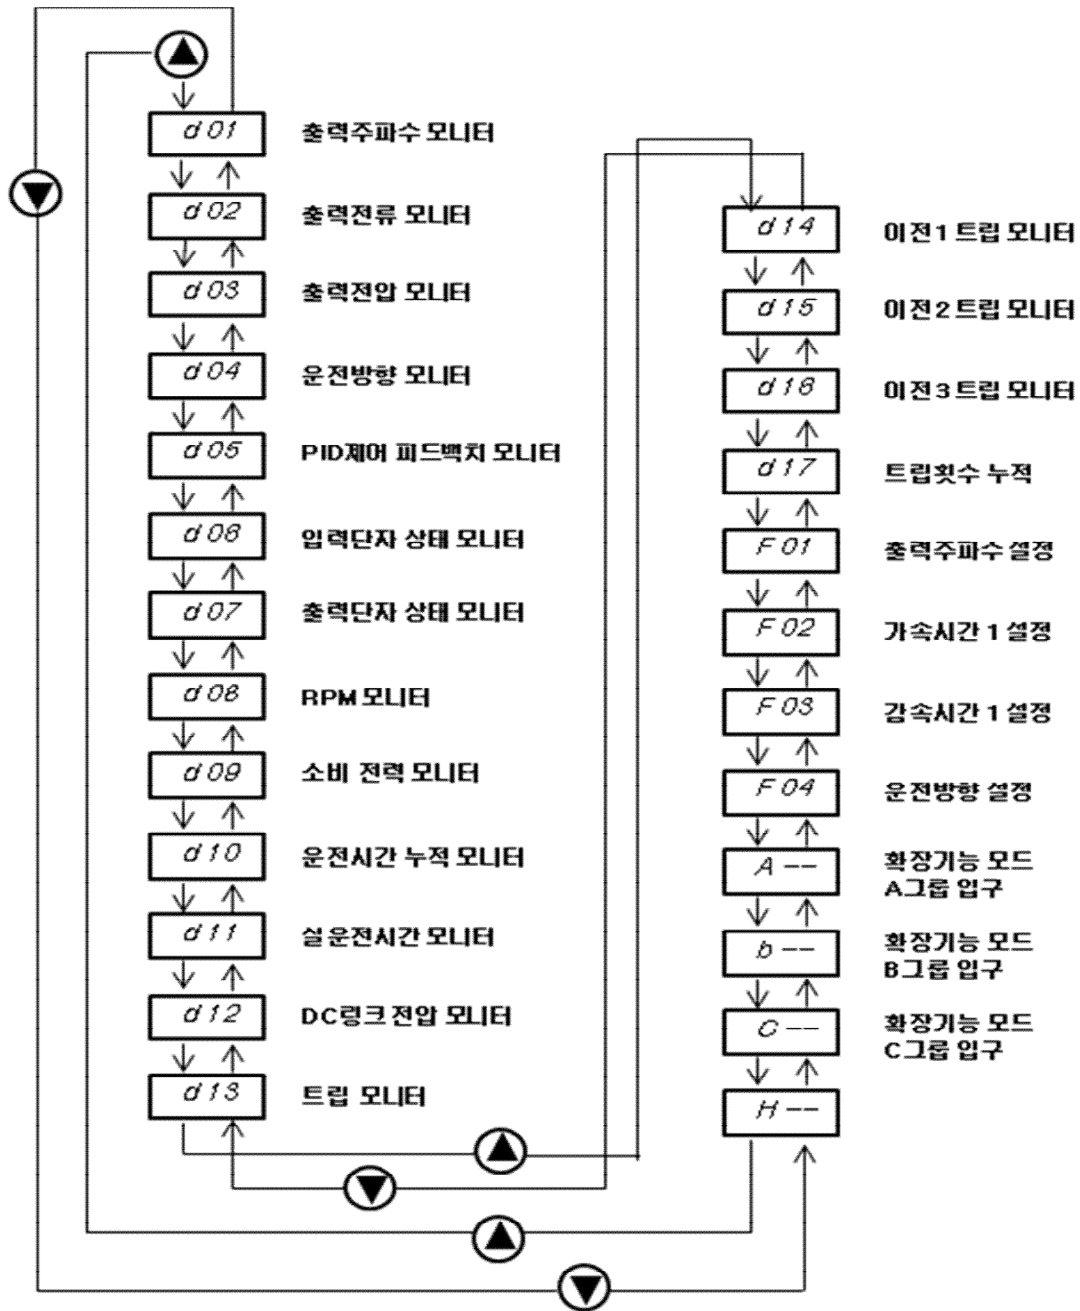 d 01 출력주파수 모니터
d 02 출력전류 모니터
d 03 출력전압 모니터
d 04 운전방향 모니터
d 05 PID제어 피드백치 모니터
d 06 입력단자 상태 모니터
d 07 출력단자 상태 모니터
d 08 RPM 모니터
d 09 소비 전력 모니터
d 10 운전시간 누적 모니터
d 11 실운전시간 모니터
d 12 DC링크전압 모니터
d 13 트립 모니터
d 14 이전1 트립 모니터
d 15 이전2 트립 모니터
d 16 이전3 트립 모니터
d 17 트립횟수 누적
F 01 출력주파수 설정
F 02 가속시간 1 설정
F 03 감속시간 1 설정
F 04 운전방향 설정
A -- 확장기능 모드
A그룹 입구
b -- 확장기능 모드
B그룹 입구
C -- 확장기능 모드
C그룹 입구
H --